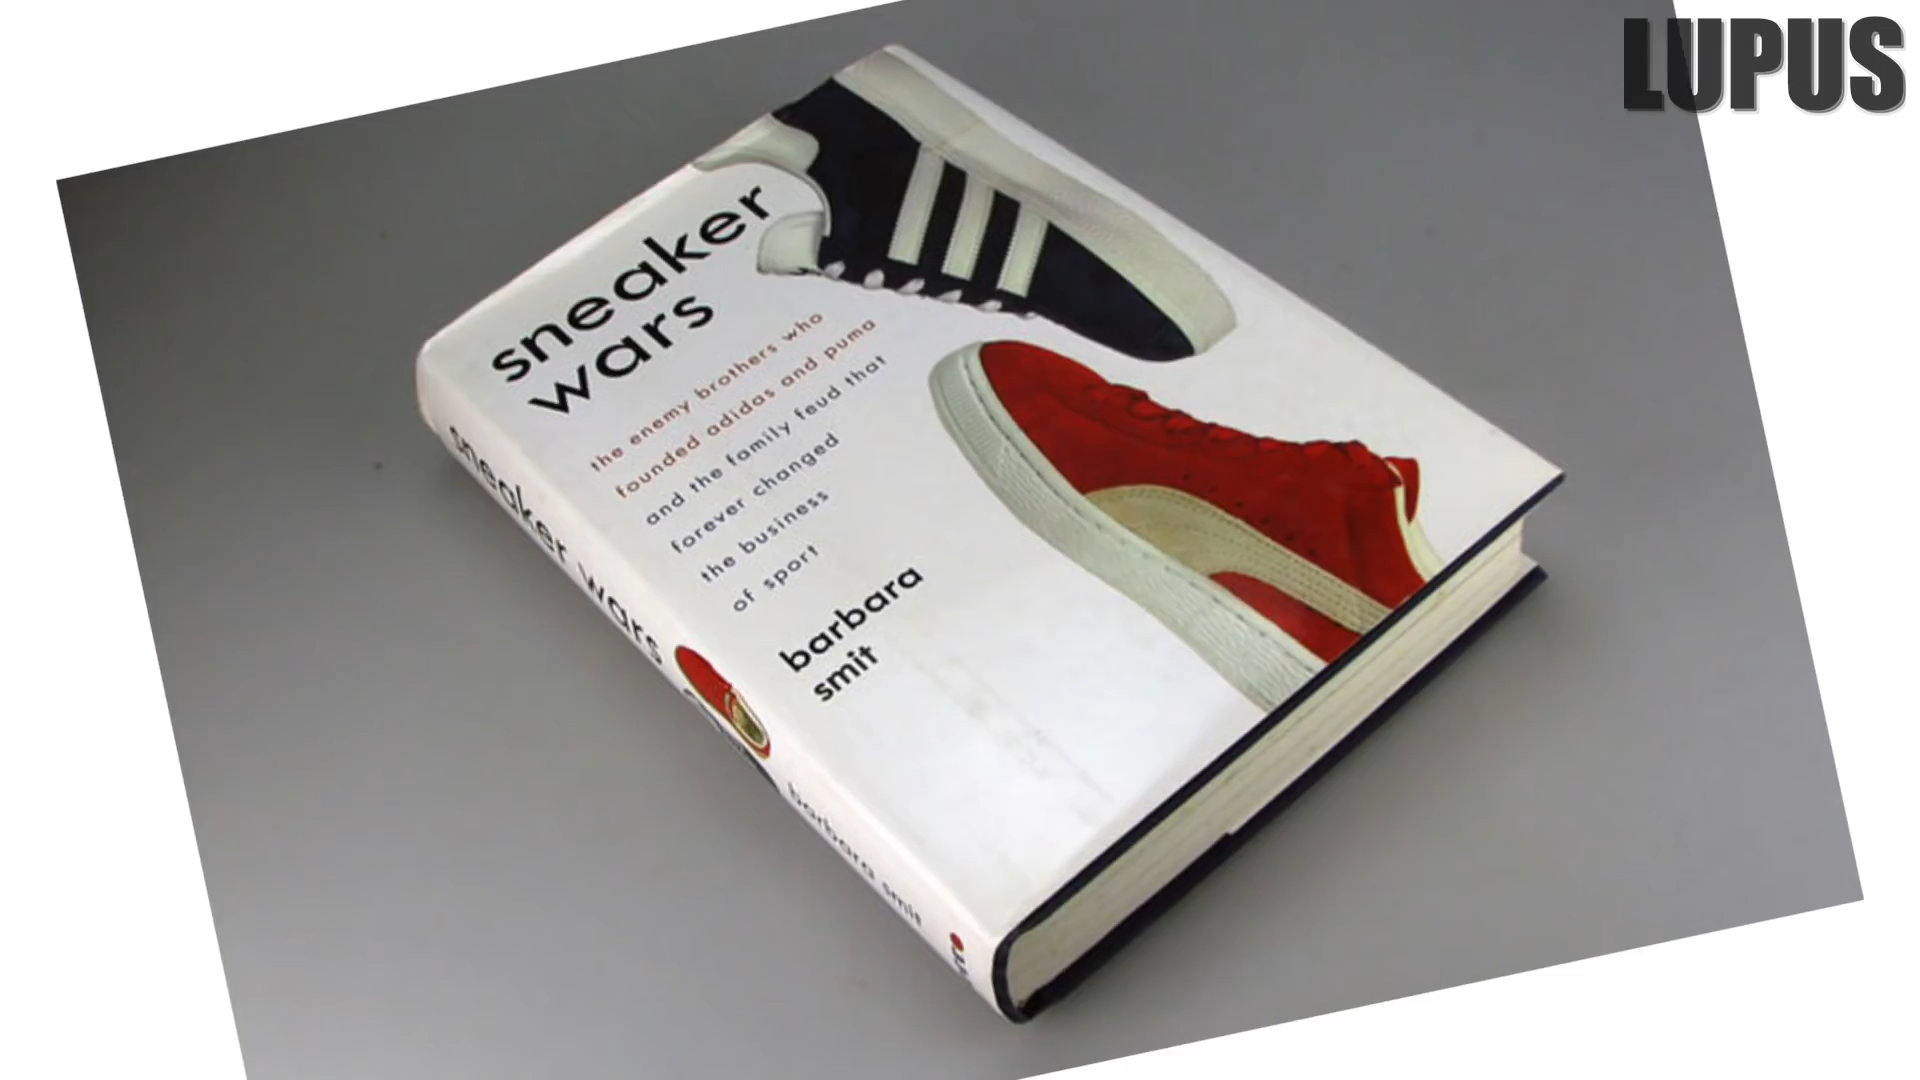 LUPUS
sneaker
wars
the enemy brothers who
founded adidas and puma
and the family feud that
forever changed
the business
of sport
barbara
smit
sneaker wars
barbara smit